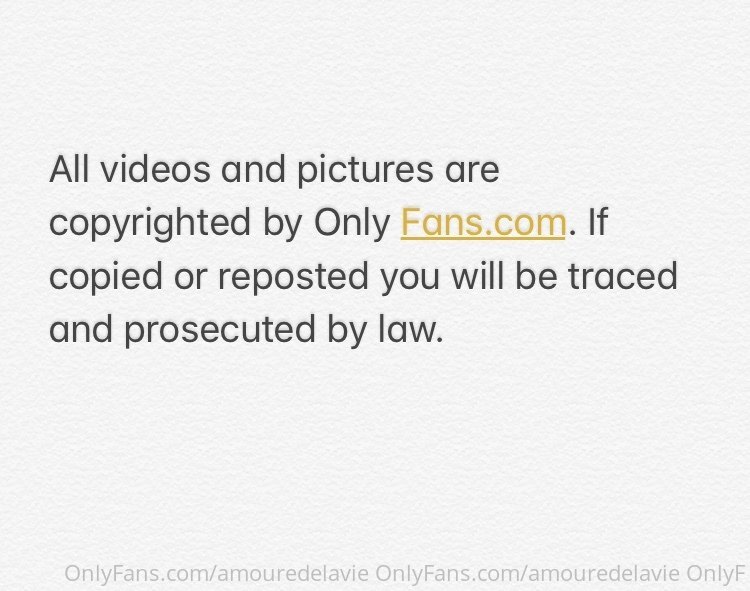 All videos and pictures are
copyrighted by Only Fans.com. If
copied or reposted you will be traced
and prosecuted by law.
OnlyFans.com/amouredelavie OnlyFans.com/amouredelavie OnlyF